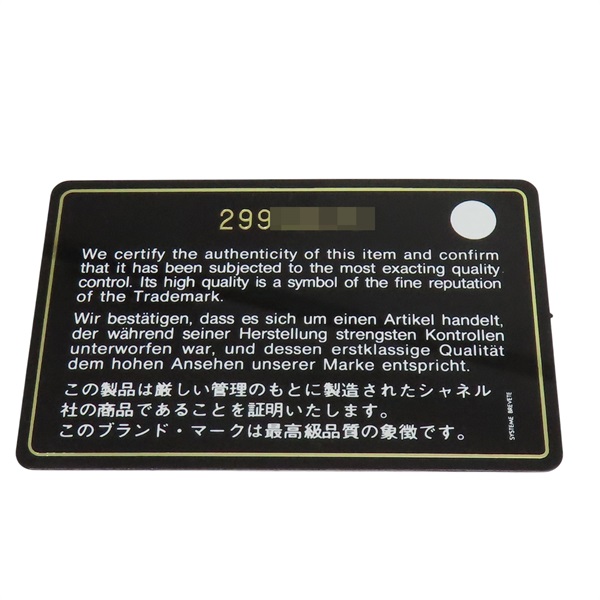 299
We certify the authenticity of this item and confirm
that it has been subjected to the most exacting quality
control. Its high quality is a symbol of the fine reputation
of the Trademark.
Wir bestätigen, dass es sich um einen Artikel handelt,
der während seiner Herstellung strengsten Kontrollen
unterworfen war, und dessen erstklassige Qualität
dem hohen Ansehen unserer Marke entspricht.
この製品は厳しい管理のもとに製造されたシャネル
社の商品であることを証明いたします。
このブランド・マークは最高級品質の象徴です。
SYSTEME BREVETE